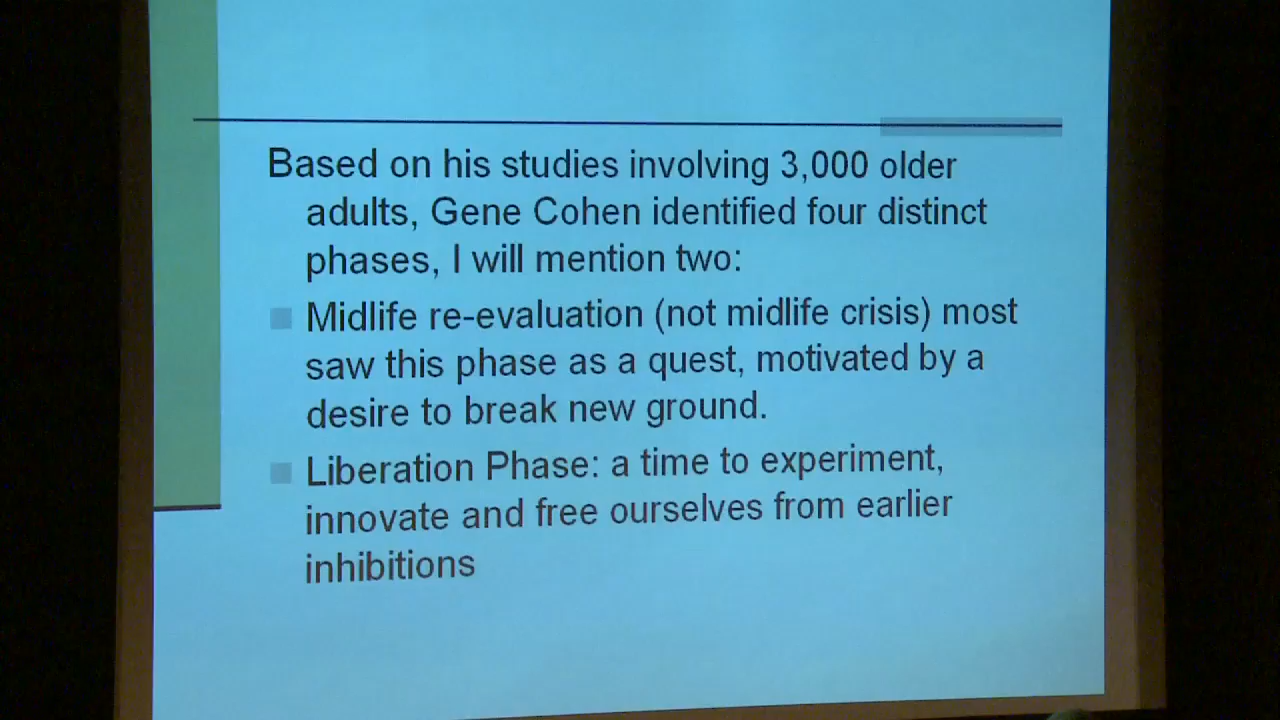 Based on his studies involving 3,000 older
adults, Gene Cohen identified four distinct
phases, I will mention two:
Midlife re-evaluation (not midlife crisis) most
saw this phase as a quest, motivated by a
desire to break new ground.
Liberation Phase: a time to experiment,
innovate and free ourselves from earlier
inhibitions